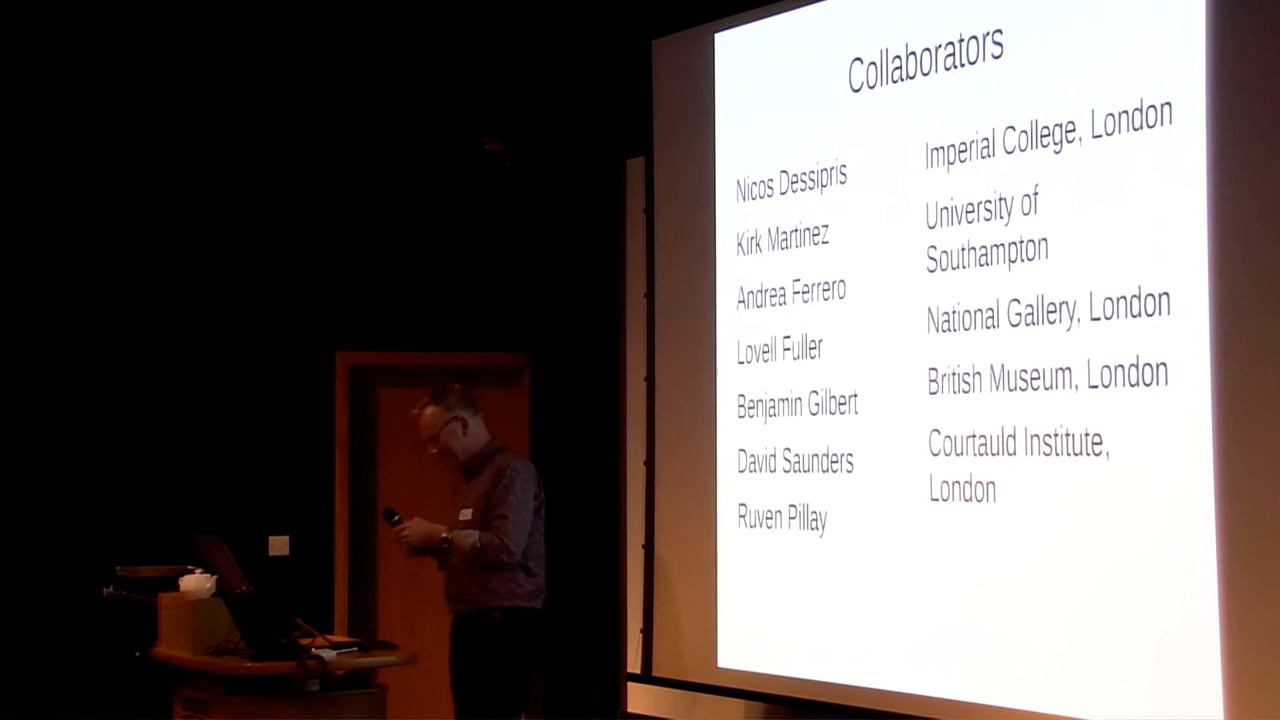 Collaborators
Nicos Dessipris
Kirk Martinez
Andrea Ferrero
Lovell Fuller
Benjamin Gilbert
David Saunders
Ruven Pillay
Imperial College, London
University of
Southampton
National Gallery, London
British Museum, London
Courtauld Institute,
London